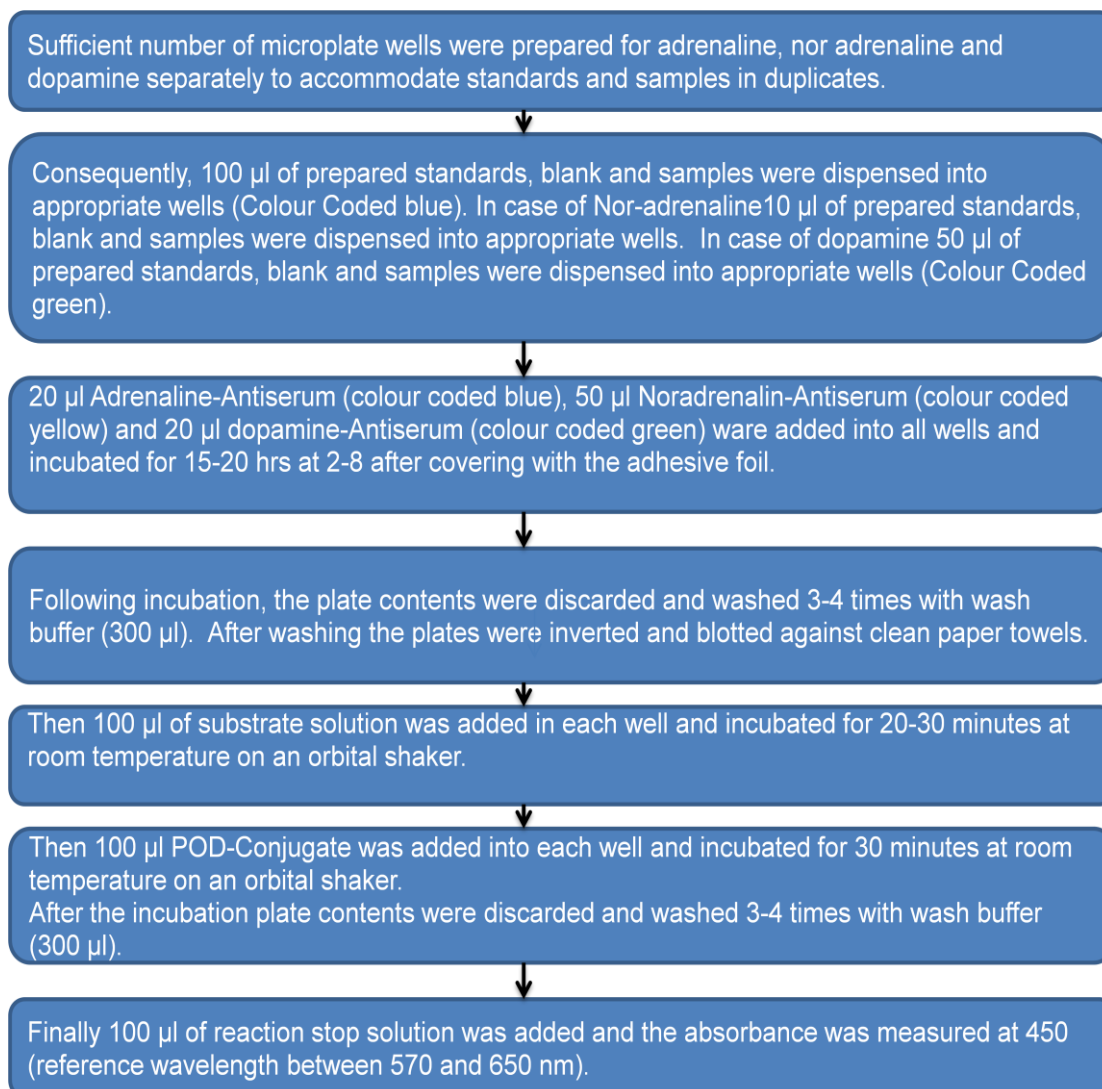 Sufficient number of microplate wells were prepared for adrenaline, nor adrenaline and
dopamine separately to accommodate standards and samples in duplicates.
Consequently, 100 µl of prepared standards, blank and samples were dispensed into
appropriate wells (Colour Coded blue). In case of Nor-adrenaline10 µl of prepared standards,
blank and samples were dispensed into appropriate wells.  In case of dopamine 50 µl of
prepared standards, blank and samples were dispensed into appropriate wells (Colour Coded
green).
20 µl Adrenaline-Antiserum (colour coded blue), 50 µl Noradrenalin-Antiserum (colour coded
yellow) and 20 µl dopamine-Antiserum (colour coded green) ware added into all wells and
incubated for 15-20 hrs at 2-8 after covering with the adhesive foil.
Following incubation, the plate contents were discarded and washed 3-4 times with wash
buffer (300 µl).  After washing the plates were inverted and blotted against clean paper towels.
Then 100 µl of substrate solution was added in each well and incubated for 20-30 minutes at
room temperature on an orbital shaker.
Then 100 µl POD-Conjugate was added into each well and incubated for 30 minutes at room
temperature on an orbital shaker.
After the incubation plate contents were discarded and washed 3-4 times with wash buffer
(300 µl).
Finally 100 µl of reaction stop solution was added and the absorbance was measured at 450
(reference wavelength between 570 and 650 nm).